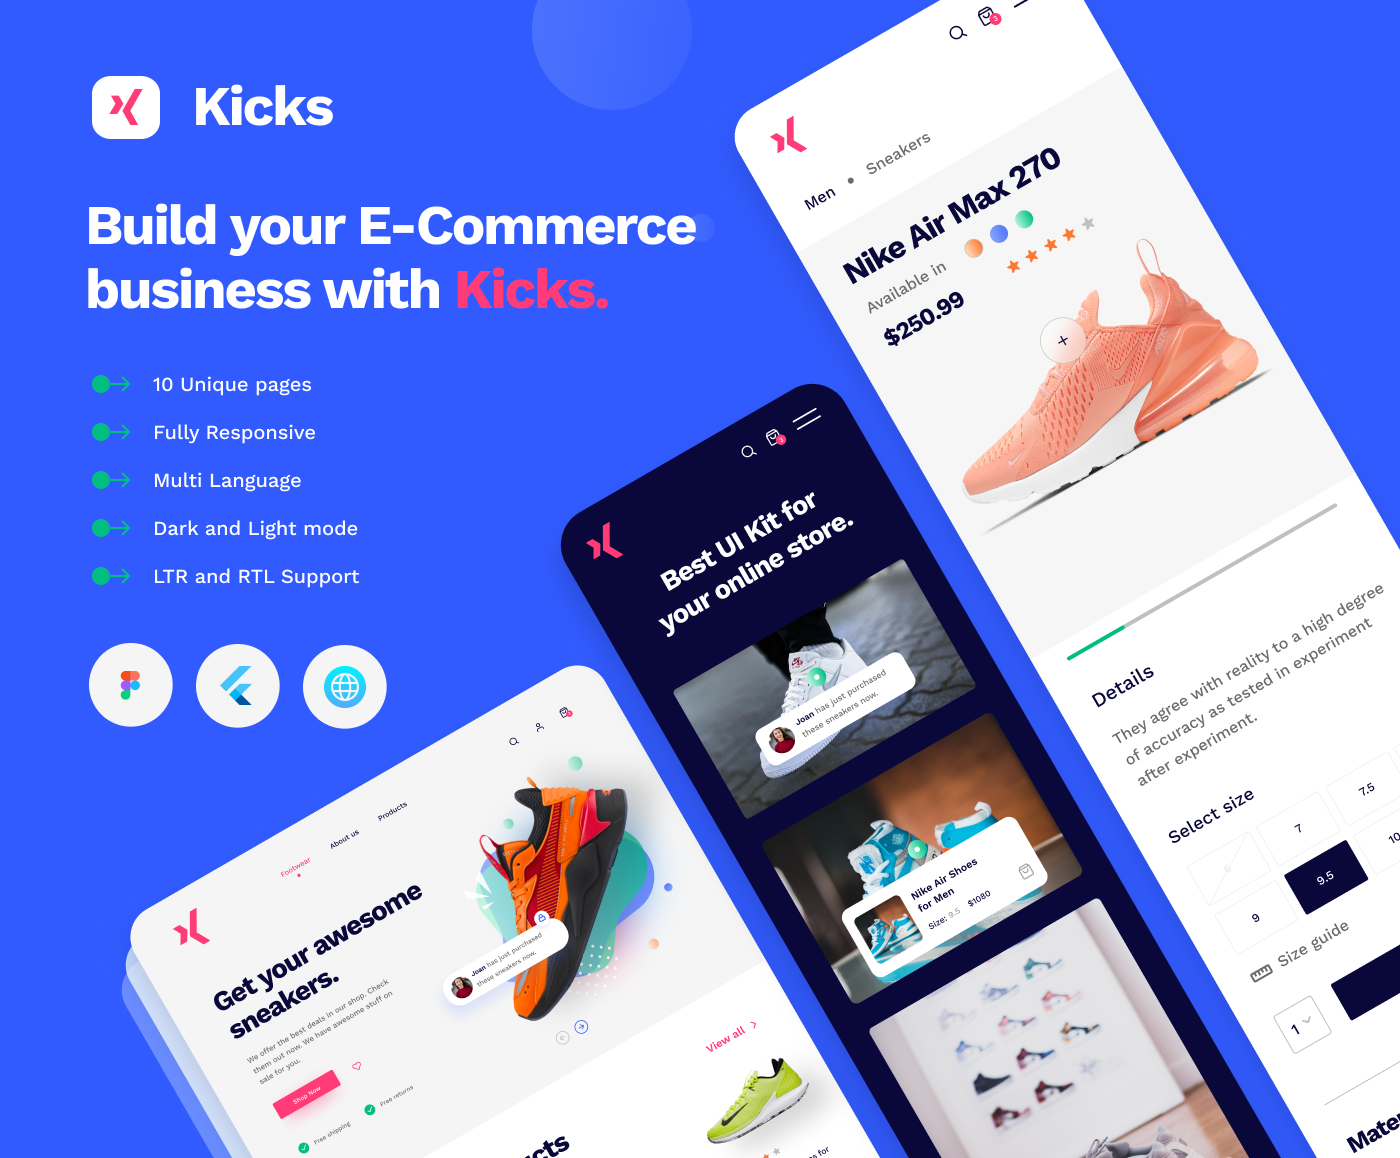 Kicks
Build your E-Commerce
business with Kicks.
10 Unique pages
Fully Responsive
Multi Language
Dark and Light mode
LTR and RTL Support
Footwear
About us
Products
Get your awesome
sneakers.
We offer the best deals in our shop. Check
them out now. We have awesome stuff on
sale for you.
Shop Now
Free shipping
Free returns
Joan has just purchased
these sneakers now.
View all
3
Best UI Kit for
your online store.
Joan has just purchased
these sneakers now.
Nike Air Shoes
for Men
Size: 9.5 $1080
3
Men • Sneakers
Nike Air Max 270
Available in
$250.99
Details
They agree with reality to a high degree
of accuracy as tested in experiment
after experiment.
Select size
7
7.5
9
9.5
10
Size guide
1